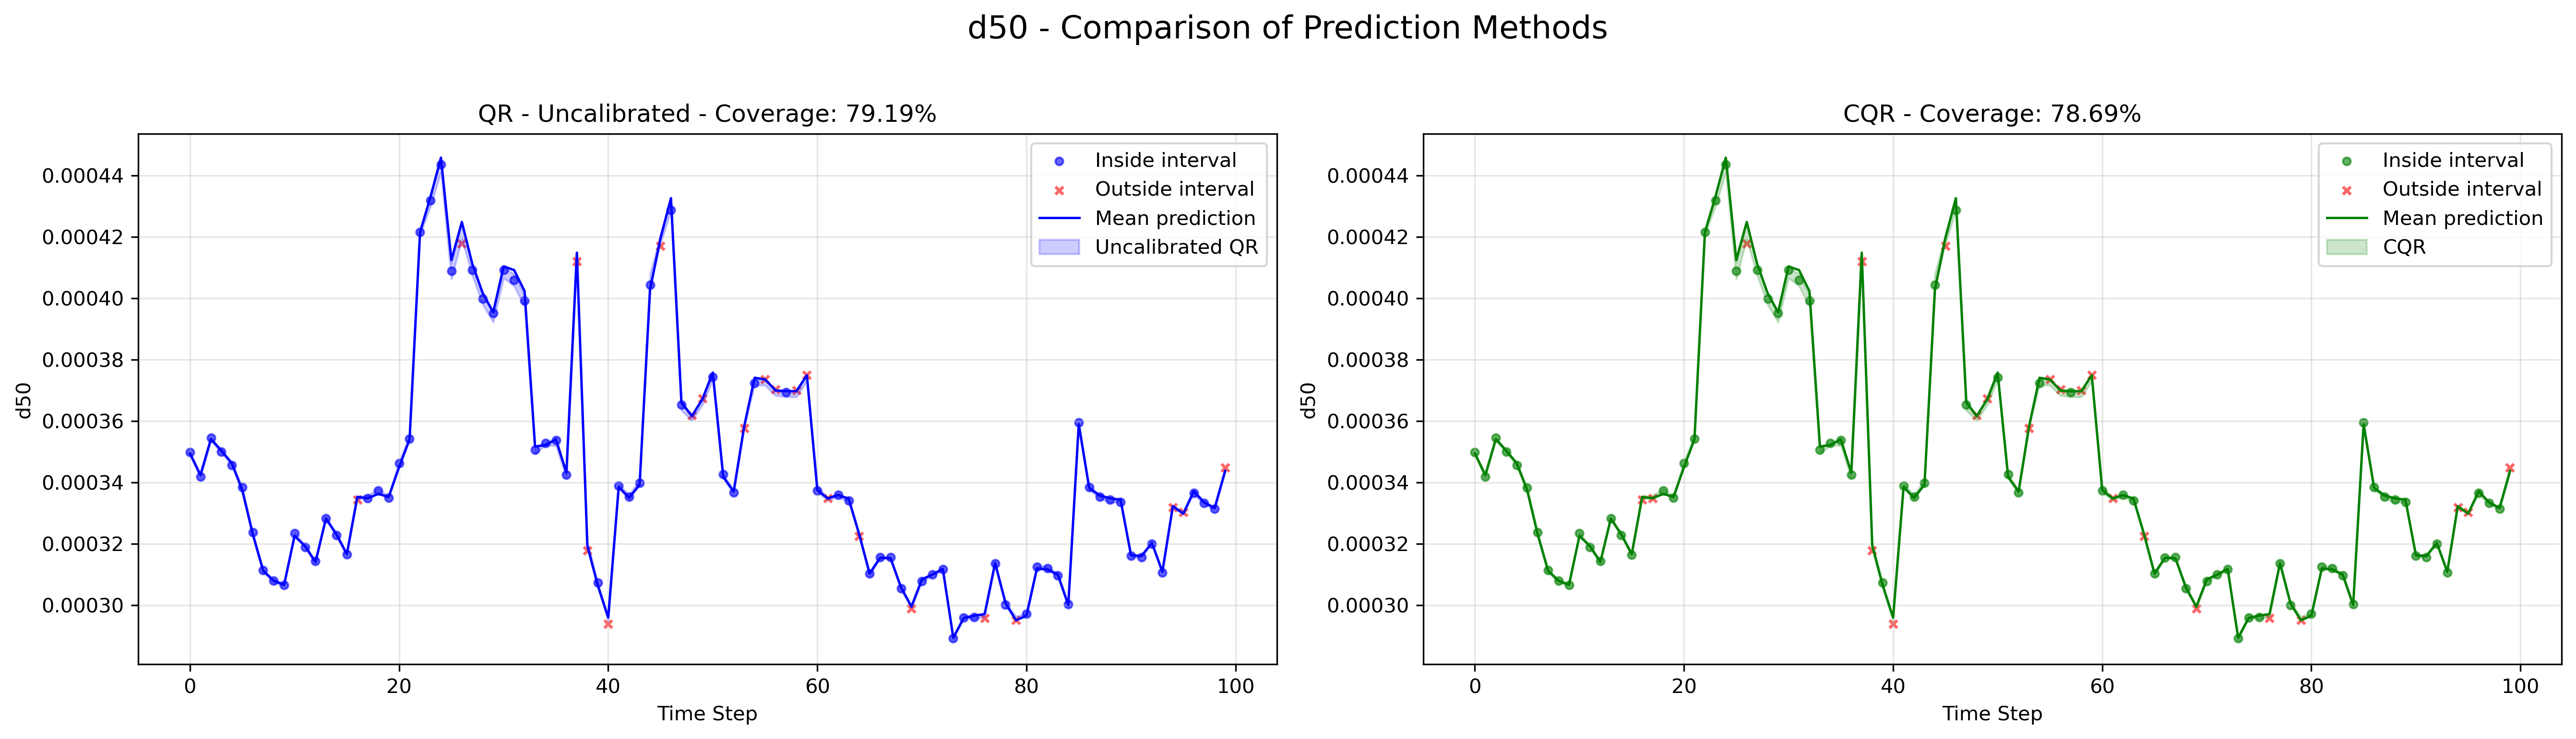 d50 - Comparison of Prediction Methods
QR - Uncalibrated - Coverage: 79.19%
Inside interval
Outside interval
Mean prediction
Uncalibrated QR
0.00044
0.00042
0.00040
0.00038
0.00036
0.00034
0.00032
0.00030
d50
0 20 40 60 80 100
Time Step
CQR - Coverage: 78.69%
Inside interval
Outside interval
Mean prediction
CQR
0.00044
0.00042
0.00040
0.00038
0.00036
0.00034
0.00032
0.00030
d50
0 20 40 60 80 100
Time Step